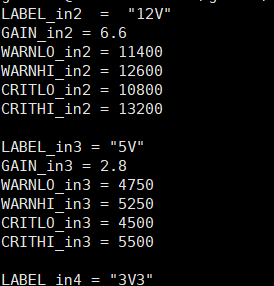 LABEL_in2  =  "12V"
GAIN_in2 = 6.6
WARNLO_in2 = 11400
WARNHI_in2 = 12600
CRITLO_in2 = 10800
CRITHI_in2 = 13200
LABEL_in3 = "5V"
GAIN_in3 = 2.8
WARNLO_in3 = 4750
WARNHI_in3 = 5250
CRITLO_in3 = 4500
CRITHI_in3 = 5500
LABEL_in4 = "3V3"